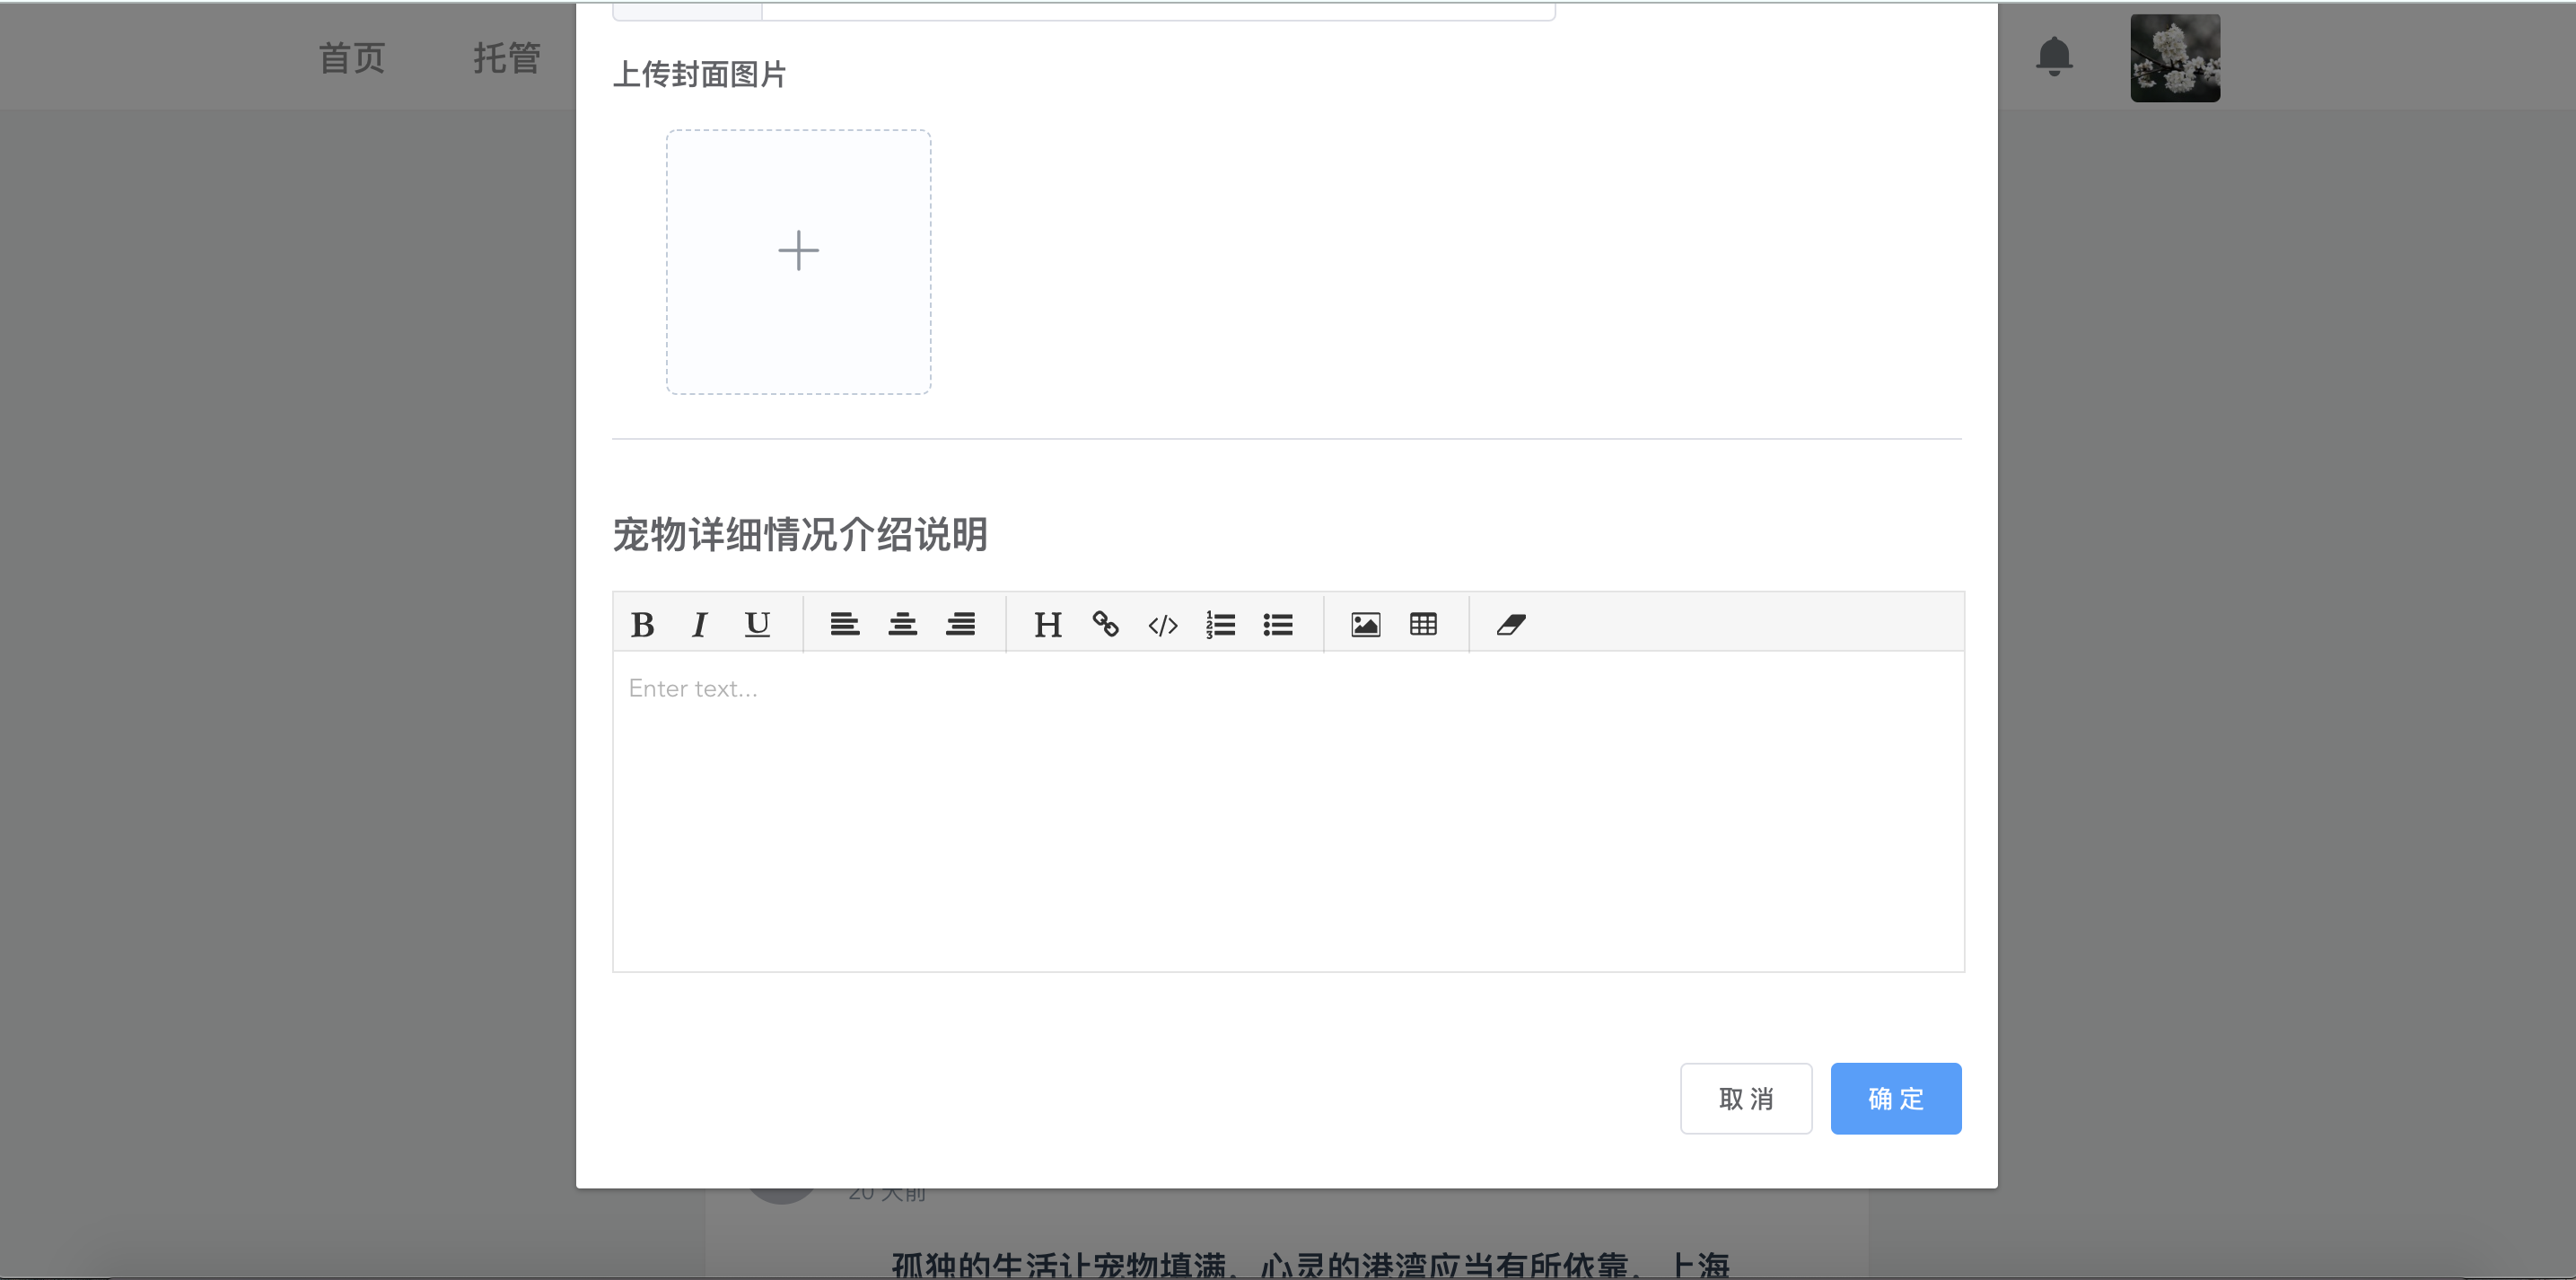 首页 托管
上传封面图片
宠物详细情况介绍说明
B I U H
Enter text...
取 消 确 定
20 天前
孤独的生活让宠物填满，心灵的港湾应当有所依靠，上海